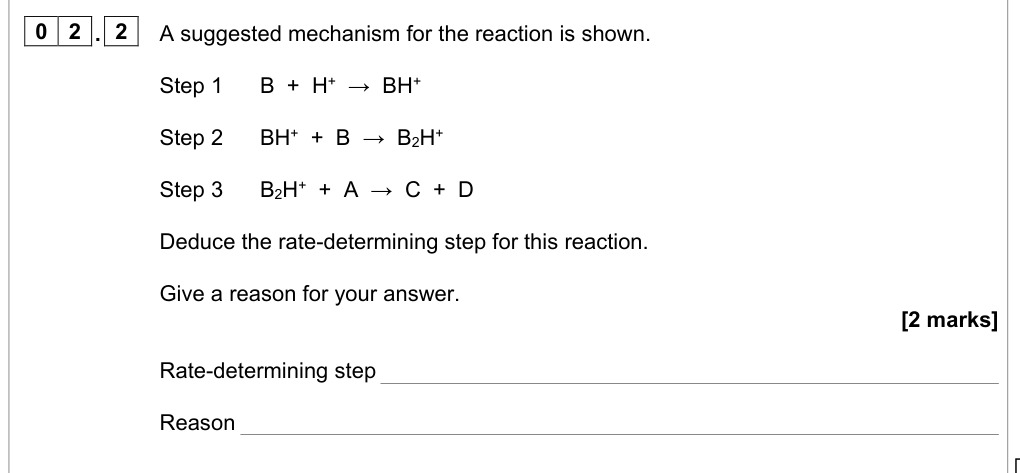 0 2 . 2 A suggested mechanism for the reaction is shown.
Step 1 B + H⁺ → BH⁺
Step 2 BH⁺ + B → B₂H⁺
Step 3 B₂H⁺ + A → C + D
Deduce the rate-determining step for this reaction.
Give a reason for your answer.
[2 marks]
Rate-determining step
Reason